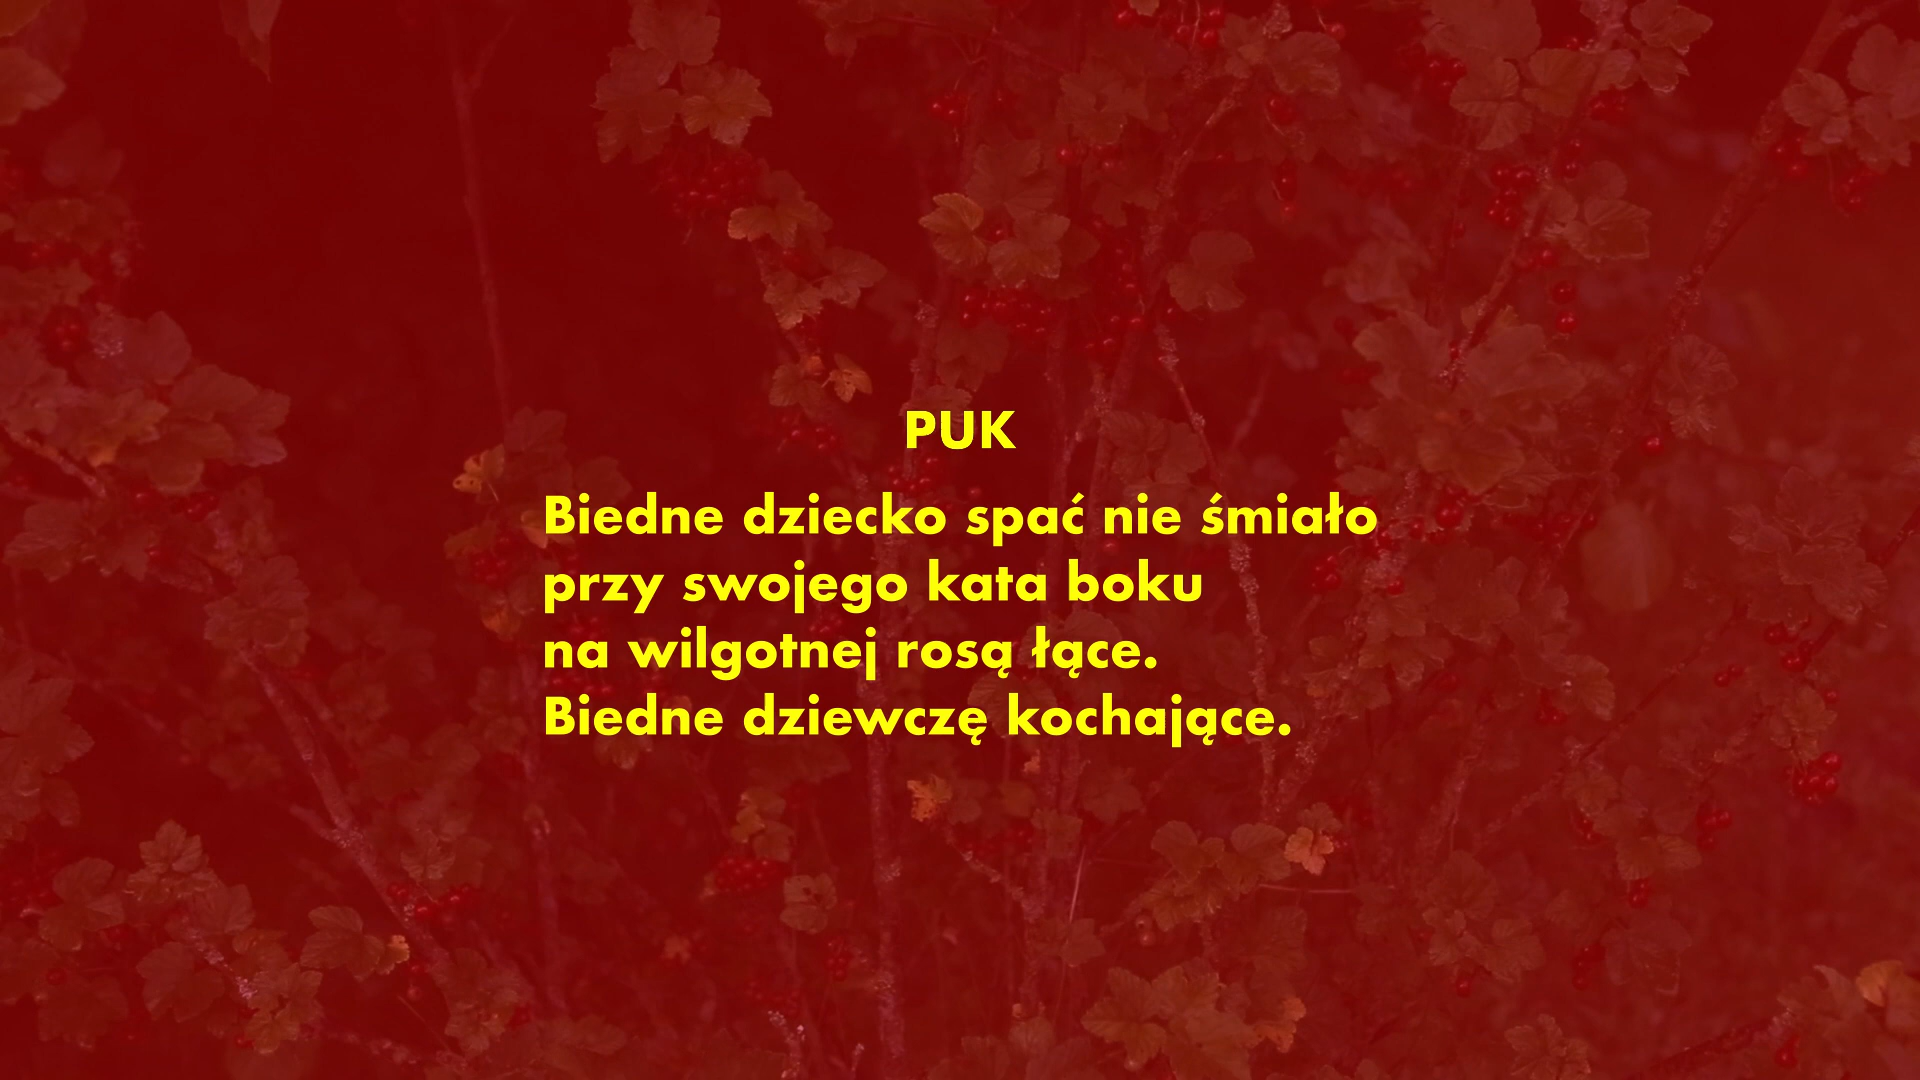 PUK
Biedne dziecko spać nie śmiało
przy swojego kata boku
na wilgotnej rosą łące.
Biedne dziewczę kochające.